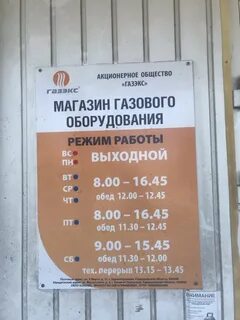 ГАЗЭКС
АКЦИОНЕРНОЕ ОБЩЕСТВО
«ГАЗЭКС»
МАГАЗИН ГАЗОВОГО
ОБОРУДОВАНИЯ
РЕЖИМ РАБОТЫ
ВС
ПН
ВЫХОДНОЙ
ВТ
СР
ЧТ
8.00 – 16.45
обед 12.00 – 12.45
ПТ
8.00 – 16.45
обед 11.30 – 12.30
СБ
9.00 – 15.45
обед 11.30 – 12.00
тех. перерыв 13.15 – 13.45
ВНИМАНИЕ